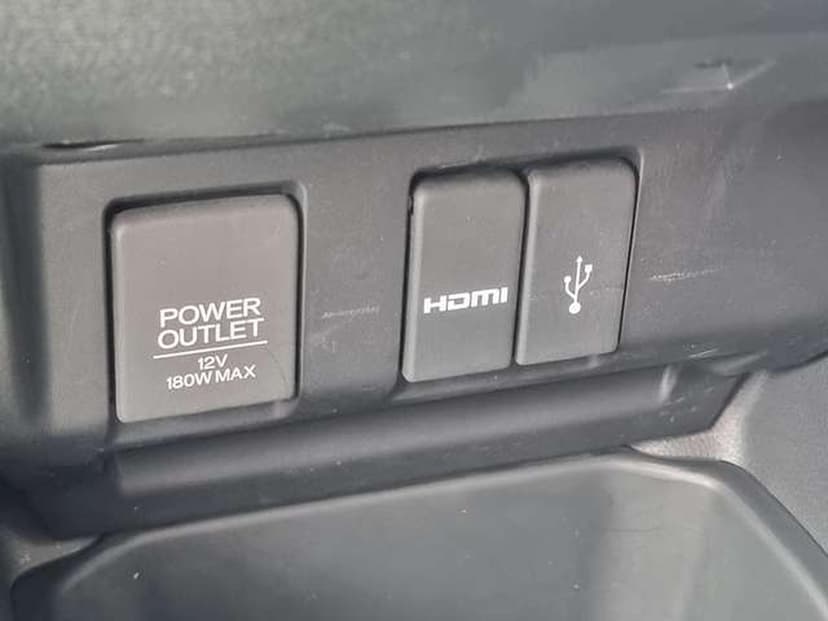 POWER
OUTLET
12V
180W MAX
HDMI